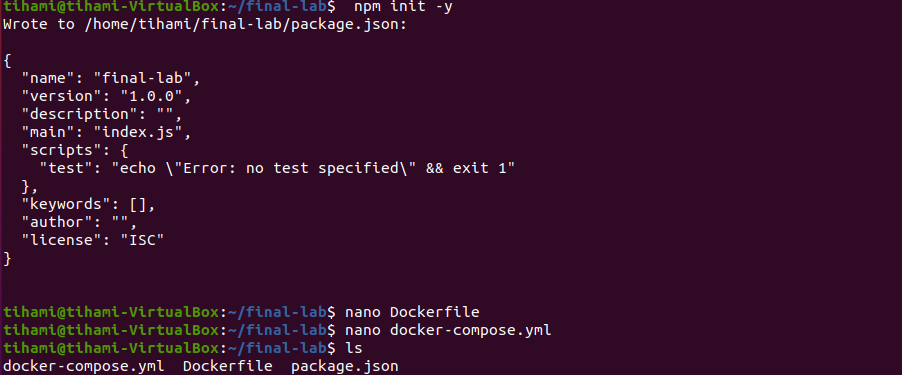 tihami@tihami-VirtualBox:~/final-lab$  npm init -y
Wrote to /home/tihami/final-lab/package.json:

{
  "name": "final-lab",
  "version": "1.0.0",
  "description": "",
  "main": "index.js",
  "scripts": {
    "test": "echo \"Error: no test specified\" && exit 1"
  },
  "keywords": [],
  "author": "",
  "license": "ISC"
}

tihami@tihami-VirtualBox:~/final-lab$ nano Dockerfile
tihami@tihami-VirtualBox:~/final-lab$ nano docker-compose.yml
tihami@tihami-VirtualBox:~/final-lab$ ls
docker-compose.yml  Dockerfile  package.json